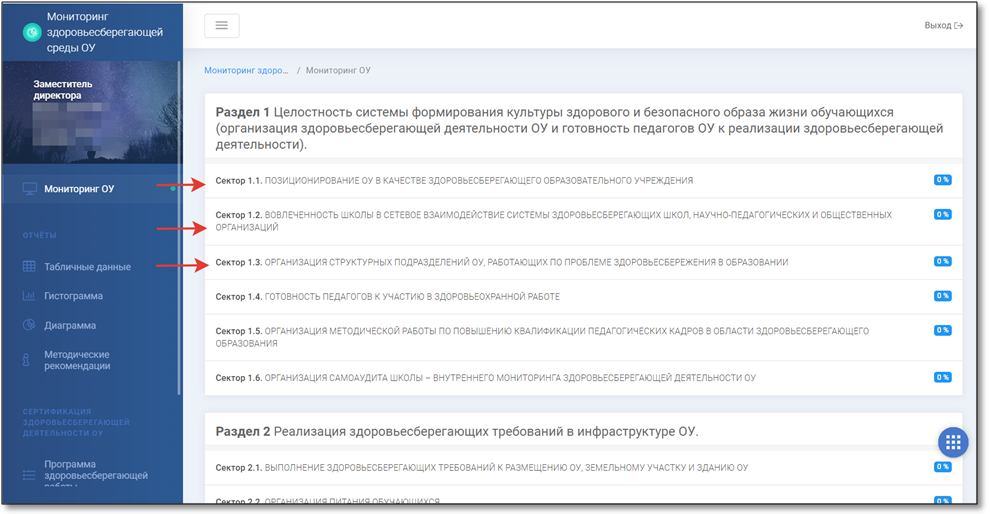 Мониторинг
здоровьесберегающей
среды ОУ
Заместитель
директора
Мониторинг ОУ
ОТЧЁТЫ
Табличные данные
Гистограмма
Диаграмма
Методические
рекомендации
СЕРТИФИКАЦИЯ
ЗДОРОВЬЕСБЕРЕГАЮЩЕЙ
ДЕЯТЕЛЬНОСТИ ОУ
Программа
здоровьесберегающей
работы
Выход
Мониторинг здоро... / Мониторинг ОУ
Раздел 1 Целостность системы формирования культуры здорового и безопасного образа жизни обучающихся
(организация здоровьесберегающей деятельности ОУ и готовность педагогов ОУ к реализации здоровьесберегающей
деятельности).
Сектор 1.1. ПОЗИЦИОНИРОВАНИЕ ОУ В КАЧЕСТВЕ ЗДОРОВЬЕСБЕРЕГАЮЩЕГО ОБРАЗОВАТЕЛЬНОГО УЧРЕЖДЕНИЯ 0 %
Сектор 1.2. ВОВЛЕЧЕННОСТЬ ШКОЛЫ В СЕТЕВОЕ ВЗАИМОДЕЙСТВИЕ СИСТЕМЫ ЗДОРОВЬЕСБЕРЕГАЮЩИХ ШКОЛ, НАУЧНО-ПЕДАГОГИЧЕСКИХ И ОБЩЕСТВЕННЫХ 0 %
ОРГАНИЗАЦИЙ
Сектор 1.3. ОРГАНИЗАЦИЯ СТРУКТУРНЫХ ПОДРАЗДЕЛЕНИЙ ОУ, РАБОТАЮЩИХ ПО ПРОБЛЕМЕ ЗДОРОВЬЕСБЕРЕЖЕНИЯ В ОБРАЗОВАНИИ 0 %
Сектор 1.4. ГОТОВНОСТЬ ПЕДАГОГОВ К УЧАСТИЮ В ЗДОРОВЬЕОХРАННОЙ РАБОТЕ 0 %
Сектор 1.5. ОРГАНИЗАЦИЯ МЕТОДИЧЕСКОЙ РАБОТЫ ПО ПОВЫШЕНИЮ КВАЛИФИКАЦИИ ПЕДАГОГИЧЕСКИХ КАДРОВ В ОБЛАСТИ ЗДОРОВЬЕСБЕРЕГАЮЩЕГО 0 %
ОБРАЗОВАНИЯ
Сектор 1.6. ОРГАНИЗАЦИЯ САМОАУДИТА ШКОЛЫ – ВНУТРЕННЕГО МОНИТОРИНГА ЗДОРОВЬЕСБЕРЕГАЮЩЕЙ ДЕЯТЕЛЬНОСТИ ОУ 0 %
Раздел 2 Реализация здоровьесберегающих требований в инфраструктуре ОУ.
Сектор 2.1. ВЫПОЛНЕНИЕ ЗДОРОВЬЕСБЕРЕГАЮЩИХ ТРЕБОВАНИЙ К РАЗМЕЩЕНИЮ ОУ, ЗЕМЕЛЬНОМУ УЧАСТКУ И ЗДАНИЮ ОУ 0 %
Сектор 2.2. ОРГАНИЗАЦИЯ ПИТАНИЯ ОБУЧАЮЩИХСЯ 0 %